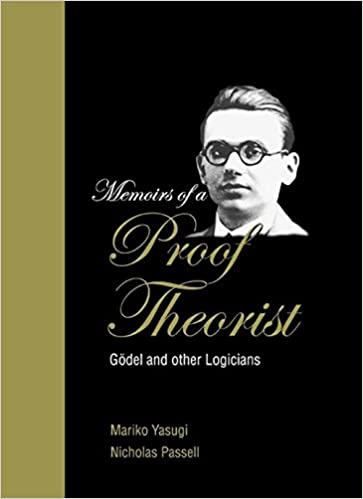 Memoirs of a
Proof
Theorist
Gödel and other Logicians
Mariko Yasugi
Nicholas Passell